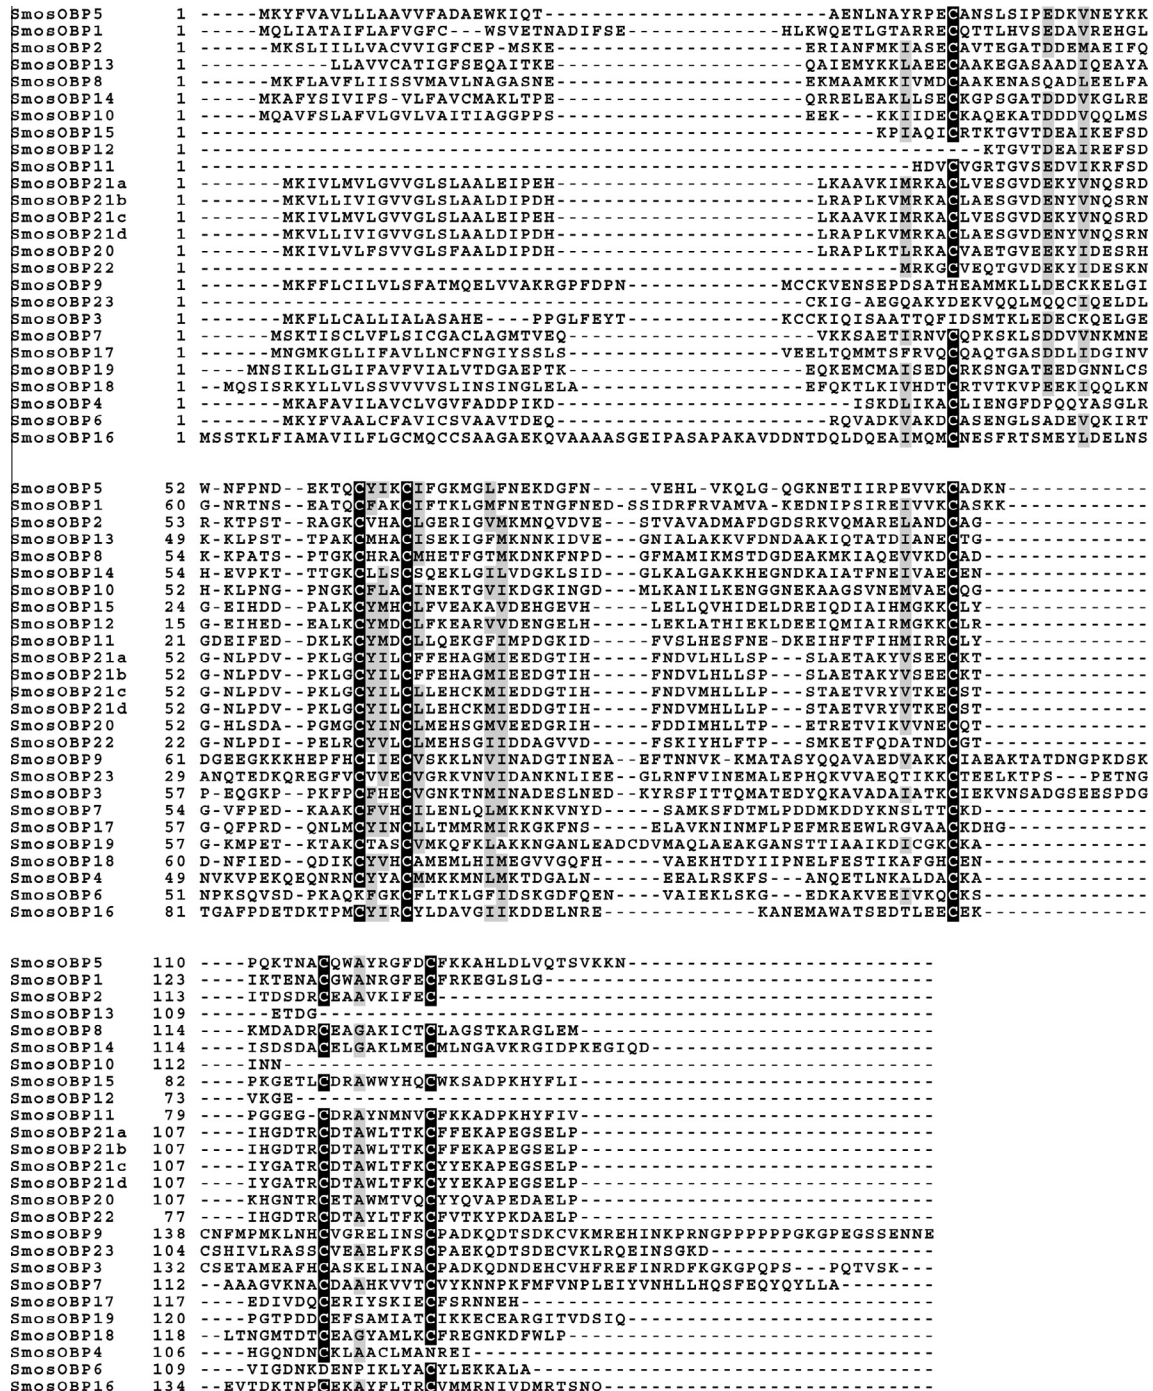 SmosOBP5 1 -----MKYFVAVLLLAAVVFADAEWKIQT------------------------AENLNAYRPECANSLSIPEDKVNEYKK
SmosOBP1 1 -----MQLIATAIFLAFVGFC---WSVETNADIFSE-------------HLKWQETLGTARRECQTTLHVSEDAVREHGL
SmosOBP2 1 ------MKSLIILLVACVVIGFCEP-MSKE---------------------ERIANFMKIASECAVTEGATDDEMAEIFQ
SmosOBP13 1 -----------LLAVVCATIGFSEQAITKE---------------------QAIEMYKKLAEECAAKEGASAADIQEAYA
SmosOBP8 1 -----MKFLAVFLIISSVMAVLNAGASNE----------------------EKMAAMKKIVMDCAAKENASQADLEELFA
SmosOBP14 1 -----MKAFYSIVIFS-VLFAVCMAKLTPE---------------------QRRELEAKLLSECKGPSGATDDDVKGLRE
SmosOBP10 1 -----MQAVFSLAFVLGVLVAITIAGGPPS---------------------EEK---KKIIDECKAQEKATDDDVQQLMS
SmosOBP15 1 ---------------------------------------------------------KPIAQICRTKTGVTDEAIKEFSD
SmosOBP12 1 ------------------------------------------------------------------KTGVTDEAIREFSD
SmosOBP11 1 ------------------------------------------------------------HDVCVGRTGVSEDVIKRFSD
SmosOBP21a 1 -------MKIVLMVLGVVGLSLAALEIPEH----------------------LKAAVKIMRKACLVESGVDEKYVNQSRD
SmosOBP21b 1 -------MKVLLIVIGVVGLSLAALDIPDH----------------------LRAPLKVMRKACLAESGVDENYVNQSRN
SmosOBP21c 1 -------MKIVLMVLGVVGLSLAALEIPEH----------------------LKAAVKIMRKACLVESGVDEKYVNQSRD
SmosOBP21d 1 -------MKVLLIVIGVVGLSLAALDIPDH----------------------LRAPLKVMRKACLAESGVDENYVNQSRN
SmosOBP20 1 -------MKIVLVLFSVVGLSFAALDIPDH----------------------LRAPLKTLRKACVAETGVEKYIDESRH
SmosOBP22 1 -----------------------------------------------------------MRKGCVEQTGVDEKYIDESKN
SmosOBP9 1 -----MKFFLCILVLSFATMQELVVAKRGPFDPN-------------MCCKVENSEPDSATHEAMMKLLDECKKELGI
SmosOBP23 1 ---------------------------------------------------CKIG-AEGQAKYDEKVQQLMQQCIQELDL
SmosOBP3 1 -----MKFLLCALLIALASAHE---PPGLFEYT-------------KCCKIQISAATTQFIDSMTKLEDECKQELGE
SmosOBP7 1 ------MSKTISCLVFLSICGACLAGMTVEQ---------------------VKKSAETIRNVCQPKSKLSDDVVNKMNE
SmosOBP17 1 ------MNGMKGLLIFAVLLNCFNGIYSSLS------------------VEELTQMMTSFRVQCQAQTGASDDLIDGINV
SmosOBP19 1 ----MNSIKLLGLIFAVFVIALVTDGAEPTK---------------------EQKEMCMAISEDCRKSNGATEEDGNNLCS
SmosOBP18 1 --MQSISRKYLLVLSSVVVVSLINSINGLELA--------------------EFQKTLKIVHDTCRTVTKVPEEKIQQLKN
SmosOBP4 1 ------MKAFAVILAVCLVGVFADDPIKD--------------------------ISKDLIKACLIENGFDPQQYASGLR
SmosOBP6 1 ------MKYFVAALCFAVICSVAAVTDEQ----------------------RQVADKVAKDCASENGLSADEVQKIRT
SmosOBP16 1 MSSTKLFIAMAVILFLGCMQCCSAAGAEKQVAAAASGEIPASAPAKAVDDNTDQLDQEAIMQMCNESFRTSMEYLDELNS
SmosOBP5 52 W-NFPND--EKTQCYIKCIFGKMGLFNEKDGFN-----VEHL-VKQLG-QGKNETIIRPEVVKCADKN------------
SmosOBP1 60 G-NRTNS--EATQCFAKCIFTKLGMFNETNGFNED-SSIDRFRVAMVA-KEDNIPSIREIVVKCASKK------------
SmosOBP2 53 R-KTPST--RAGKCVHACLGERIGVMKMNQVDVE----STVAVADMAFDGDSRKVQMARELANDCAG--------------
SmosOBP13 49 K-KLPST--TPAKCMHACISEKIGFMKNNKIDVE----GNIALAKKVFDNDAAKIQTATDIANECTG--------------
SmosOBP8 54 K-KPATS--PTGKCHRACMHETFGTMKDNKFNPD----GFMAMIKMSTDGDEAKMKIAQEVVKDCAD--------------
SmosOBP14 54 H-EVPKT--TTGKCLLSCSQEKLGILVDGKLSID----GLKALGAKKHEGNDKAIATFNEIVAECEN--------------
SmosOBP10 52 H-KLPNG--PNGKCFLACINEKTGVIKDGKINGD----MLKANILKENGGNEKAAGSVNEMVAECQG--------------
SmosOBP15 24 G-EIHDD--PALKCYMHCLFVEAKAVDEHGEVH-----LELLQVHIDELDREIQDIAIHMGKKCLY--------------
SmosOBP12 15 G-EIHED--EALKCYMDCLFKEARVVDENGELH-----LEKLATHIEKLDEEIQMIAIRMGKKCLR--------------
SmosOBP11 21 GDEIFED--DKLKCYMDCLLQEKGFIMPDGKID-----FVSLHESFNE-DKEIHFTFIHMIRRCLY--------------
SmosOBP21a 52 G-NLPDV--PKLGCYILCFFEHAGMIEEDGTIH-----FNDVLHLLSP---SLAETAKYVSEECKT--------------
SmosOBP21b 52 G-NLPDV--PKLGCYILCFFEHAGMIEEDGTIH-----FNDVLHLLSP---SLAETAKYVSEECKT--------------
SmosOBP21c 52 G-NLPDV--PKLGCYILCLLEHCKMIEDDGTIH-----FNDVMHLLLP---STAETVRYVTKECST--------------
SmosOBP21d 52 G-NLPKV--PKLGCYILCLLEHCKMIEDDGTIH-----FNDVMHLLLP---STAETVRYVTKECST--------------
SmosOBP20 52 G-HLSDA--PGMGCYINCLMEHSGMVEEDGRIH-----FDDIMHLLTP---ETRETVIKVVNECQT--------------
SmosOBP22 22 G-NLPDI--PELRCYVLCLMEHSGIIDDAGVVD-----FSKIYHLFTP---SMKETFQDATNDCGT--------------
SmosOBP9 61 DGEEGKKKHEPFHCIIECVSKKLNVVNADGTINEA--EFTNNVK-KMATASYQQAVAEDVAKKCIAEAKTATDNGPKDSK
SmosOBP23 29 ANQTEDKQREGFVCVVECVGRKVNVIDANKNLIEE--GLRNFVINEMALEPHQKVVAEQTIKKCTEELKTPS---PETNG
SmosOBP3 57 P-EQGKP--PKFPCFHECVGNKTNMINADESLNED--KYRSFITTQMATEDYQKAVADAIATKCIEKVNSADGSEESPDG
SmosOBP7 54 G-VFPED--KAAKCFVHCILENLQLMKKNKVNYD-----SAMKSFDTMLPDDMKDDYKNSLTTCKD--------------
SmosOBP17 57 G-QFPRD--QNLMCYINCLLTMMRMIRKGKFNS-----ELAVKNINMFLPEFMREEWLRGVAACKDHG------------
SmosOBP19 57 G-KMPET--KTAKCTASCVMKQFKLAKKNGANLEADCDVMAQLAEAKGANSTTIAAIKDICGKCKA--------------
SmosOBP18 60 D-NFIED--QDIKCYVHCAMEMLHIMEGVVGQFH-----VAEKHTDYIIPNELFESTIKAFGHCEN--------------
SmosOBP4 49 NVKVPEKQEQNRNCYYACMMKKMNLMKTDGALN-----EEALRSKFS---ANQETLNKALDACKA--------------
SmosOBP6 51 NPKSQVSD-PKAQKFGKCFLTKLGFIDSKGDFQEN-----VAIEKLSKG---EDKAKVEEIVKQCKS--------------
SmosOBP16 81 TGAFPDETDKTPMCYIRCYLDAVGIIKDDELNRE-------------KANEMAWATSEDTLEECEK--------------
SmosOBP5 110 ----PQKTNACQWAYRGFDCFKKAHLDLVQTSVKKN--------------------------
SmosOBP1 123 ----IKTENACGWANRGFECFRKEGLSLG---------------------------------
SmosOBP2 113 ----ITDSDRCEAAVKIFEC------------------------------------------
SmosOBP13 109 ------ETDG----------------------------------------------------
SmosOBP8 114 ----KMDADRCEAGAKICTCLAGSTKARGLEM------------------------------
SmosOBP14 114 ----ISDSDACELGAKLMECMLNGAVKRGIDPKEGIQD------------------------
SmosOBP10 112 ----INN-------------------------------------------------------
SmosOBP15 82 ----PKGETLCDRAWWYHQCWKSADPKHYFLI------------------------------
SmosOBP12 73 ----VKGE------------------------------------------------------
SmosOBP11 79 ----PGGEG-CDRAYNMNVCFKKADPKHYFIV------------------------------
SmosOBP21a 107 ----IHGDTRCDTAWLTTKCFFEKAPEGSELP------------------------------
SmosOBP21b 107 ----IHGDTRCDTAWLTTKCFFEKAPEGSELP------------------------------
SmosOBP21c 107 ----IYGATRCDTAWLTFKCYYEKAPEGSELP------------------------------
SmosOBP21d 107 ----IYGATRCDTAWLTFKCYYEKAPEGSELP------------------------------
SmosOBP20 107 ----KHGNTRCETAWMTVQCYYQVAPEDAELP------------------------------
SmosOBP22 77 ----IHGDTRCDTAYLTFKCFVTKYPKDAELP------------------------------
SmosOBP9 138 CNFMPMKLNHCVGRELINSCPADKQDTSDKCVKMREHINKPRNGPPPPPPGKGPEGSSENNE
SmosOBP23 104 CSHIVLRASSCVEAELFKSCPAEKQDTSDECVKLRQEINSGKD-------------------
SmosOBP3 132 CSETAMEAFHCASKELINACPADKQDNDEHCVHFREFINRDFKGKGPQPS---PQTVSK---
SmosOBP7 112 --AAAGVKNACDAAHKVVTCVYKNNPKFMFVNPLEIYVNHLLHQSFEQYQYLLA--------
SmosOBP17 117 ----EDIVDQCERIYSKIECFSRNNEH-----------------------------------
SmosOBP19 120 ----PGTPDDCEFSAMIATCIKKECEARGITVDSIQ--------------------------
SmosOBP18 118 --LTNGMTDTCEAGYAMLKCFREGNKDFWLP-------------------------------
SmosOBP4 106 ----HGQNDNCKLAACLMANREI---------------------------------------
SmosOBP6 109 ----VIGDNKDENPIKLYACYLEKKALA----------------------------------
SmosOBP16 134 --EVTDKTNPCEKAYFLTRCVMMRNIVDMRTSNQ----------------------------